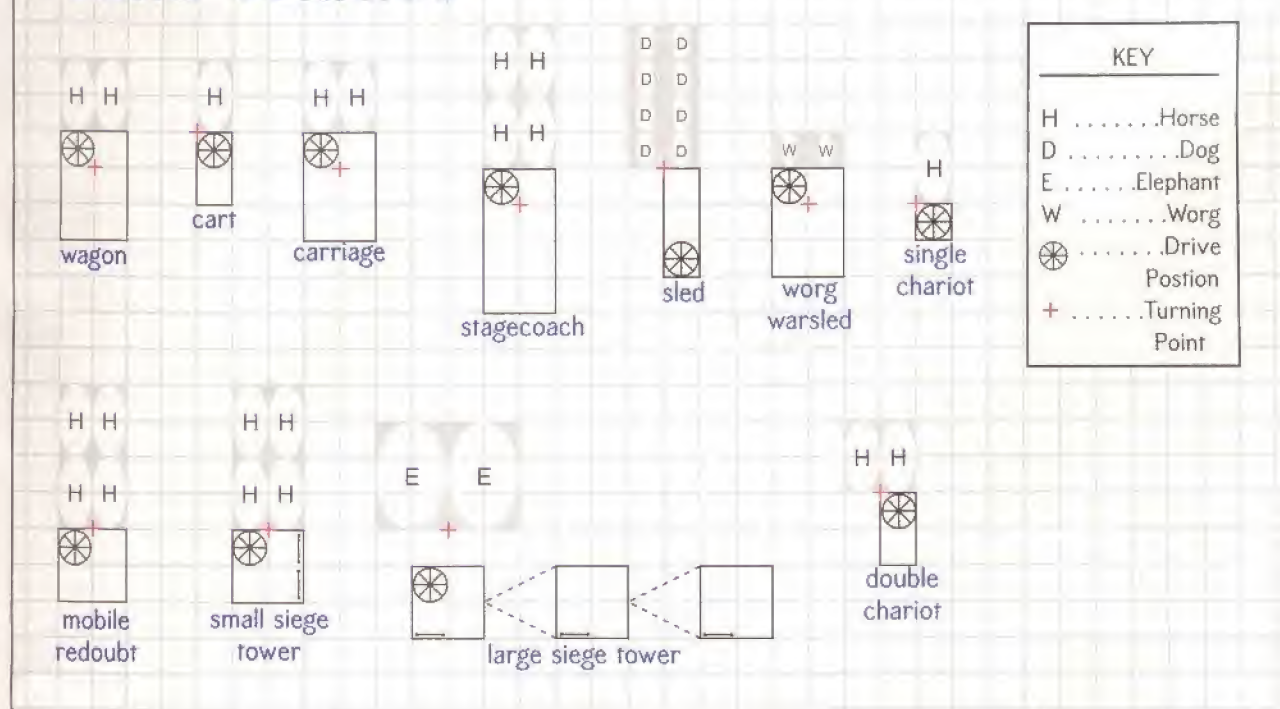 H H
wagon
H
cart
H H
carriage
H H
H H
stagecoach
D D
D D
D D
D D
sled
W W
worg
warsled
H
single
chariot
KEY
H .......Horse
D .........Dog
E ......Elephant
W .......Worg
.......Drive
Postion
+ ......Turning
Point
H H
H H
mobile
redoubt
H H
H H
small siege
tower
E E
large siege tower
H H
double
chariot